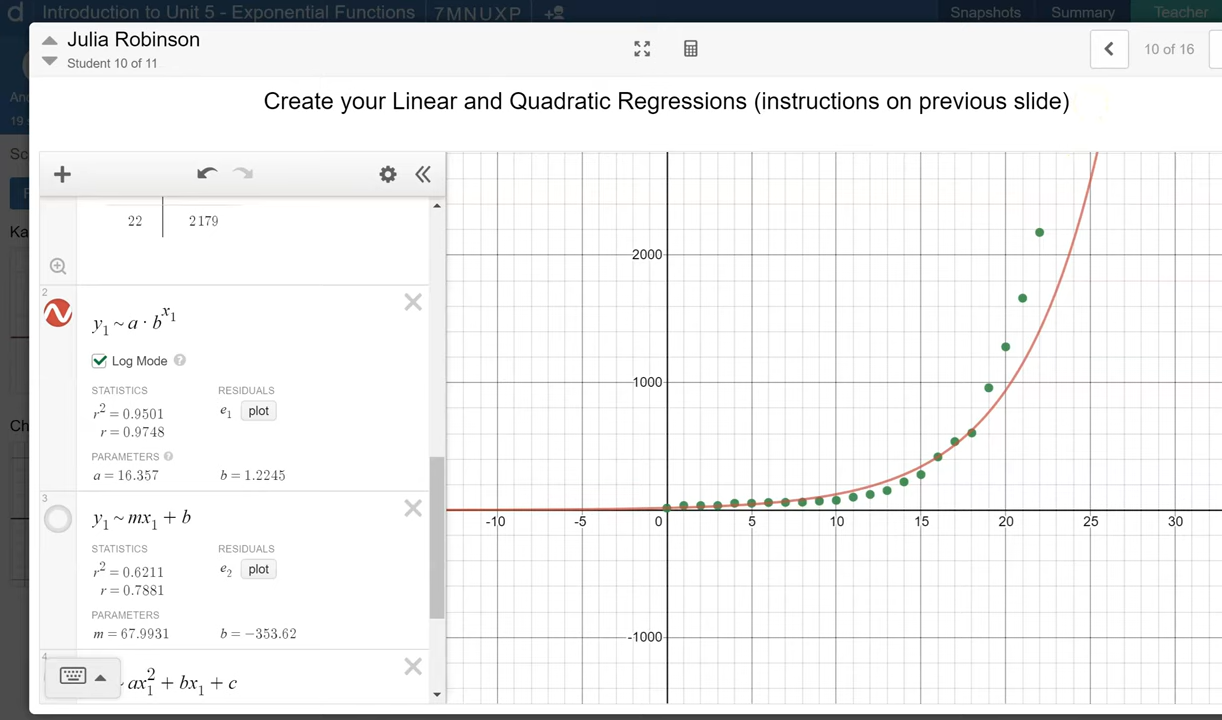 Introduction to Unit 5 - Exponential Functions 7MNUXP Snapshots Summary Teacher
Julia Robinson
Student 10 of 11
10 of 16
Create your Linear and Quadratic Regressions (instructions on previous slide)
22 2179
2
y₁ ~ a · b^x₁
Log Mode ?
STATISTICS RESIDUALS
r² = 0.9501 e₁ plot
r = 0.9748
PARAMETERS ?
a = 16.357 b = 1.2245
3
y₁ ~ mx₁ + b
STATISTICS RESIDUALS
r² = 0.6211 e₂ plot
r = 0.7881
PARAMETERS
m = 67.9931 b = −353.62
4
~ ax₁² + bx₁ + c
2000
1000
-10 -5 0 5 10 15 20 25 30
-1000